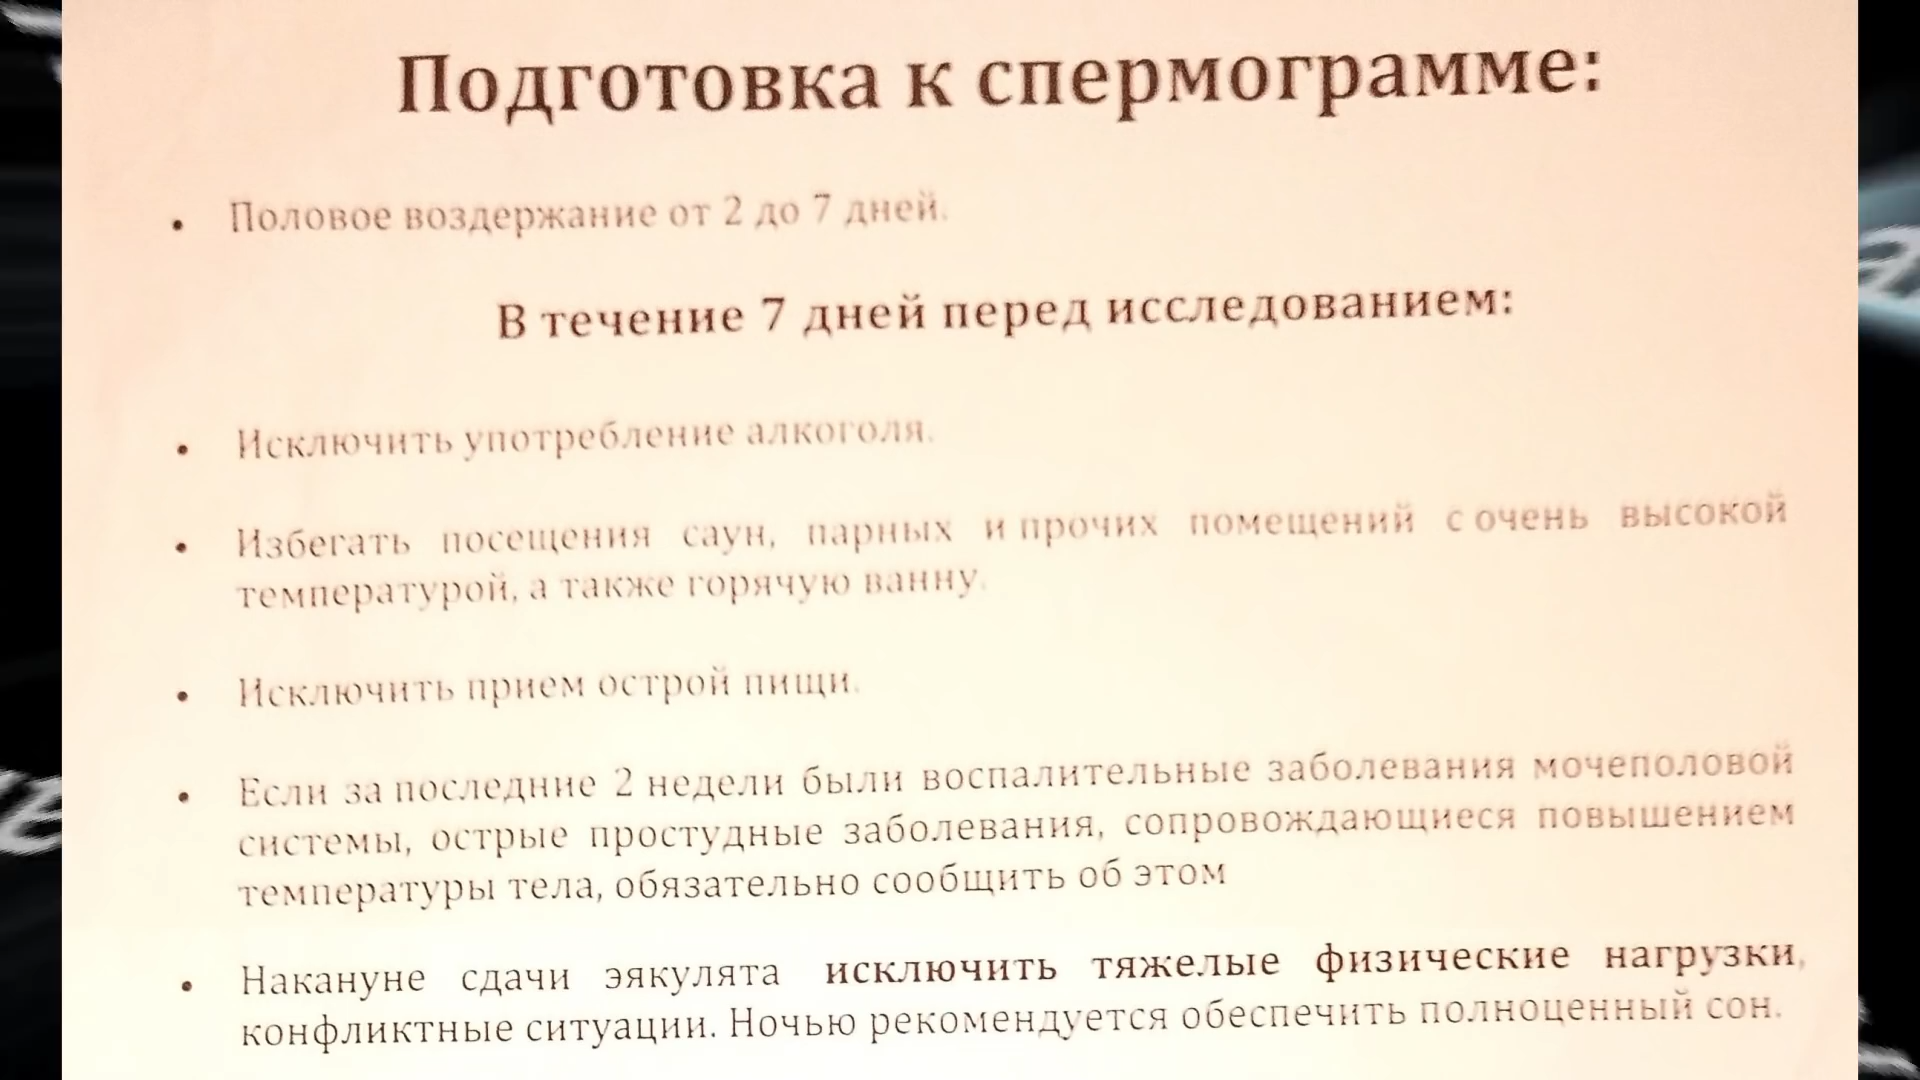 Подготовка к спермограмме:
• Половое воздержание от 2 до 7 дней.
В течение 7 дней перед исследованием:
• Исключить употребление алкоголя.
• Избегать посещения саун, парных и прочих помещений с очень высокой
температурой, а также горячую ванну.
• Исключить прием острой пищи.
• Если за последние 2 недели были воспалительные заболевания мочеполовой
системы, острые простудные заболевания, сопровождающиеся повышением
температуры тела, обязательно сообщить об этом
• Накануне сдачи эякулята исключить тяжелые физические нагрузки,
конфликтные ситуации. Ночью рекомендуется обеспечить полноценный сон.